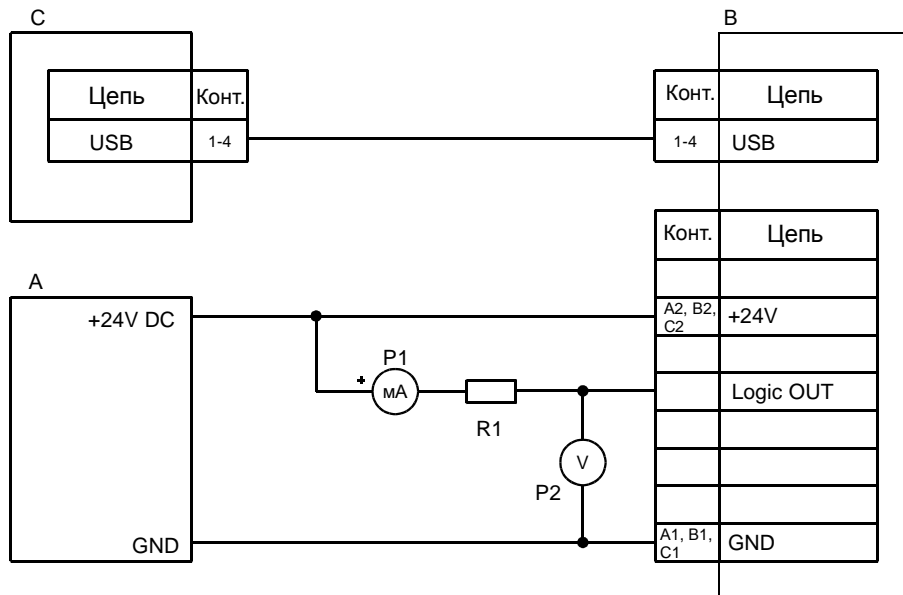 C
B
Цепь Конт.
USB 1-4
Конт. Цепь
1-4 USB
Конт. Цепь
A
+24V DC
A2, B2,
C2
+24V
P1
+
мА
R1
Logic OUT
V
P2
GND
A1, B1,
C1
GND